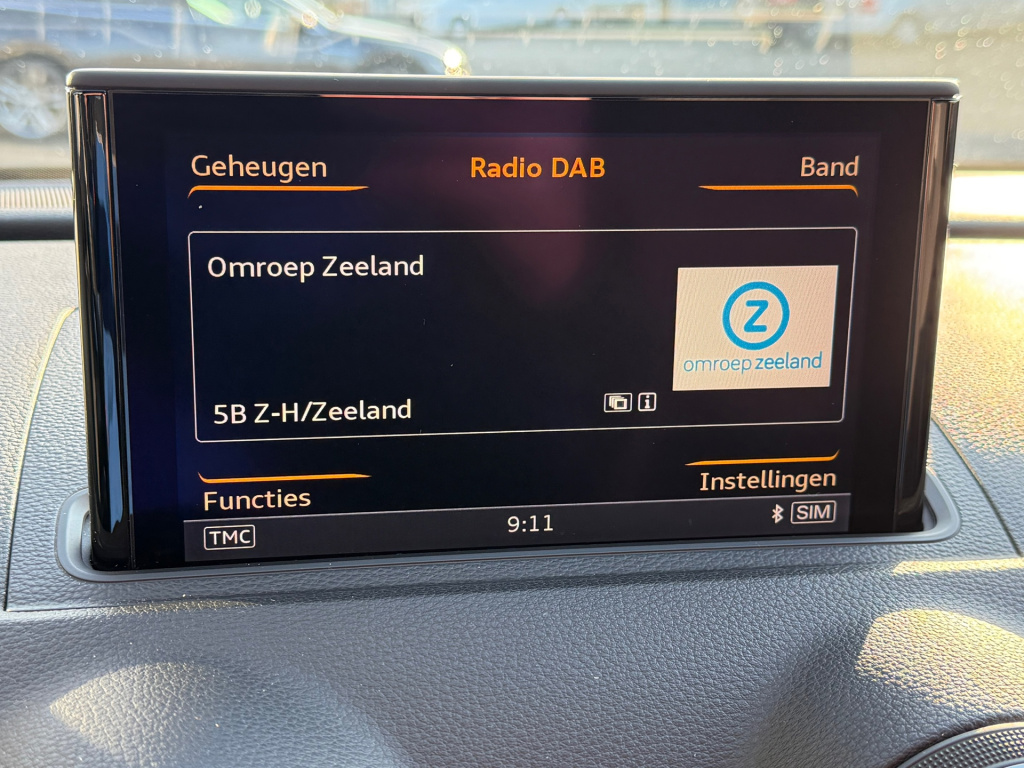 Geheugen Radio DAB Band
Omroep Zeeland
Z
omroep zeeland
5B Z-H/Zeeland
Functies Instellingen
TMC 9:11 SIM